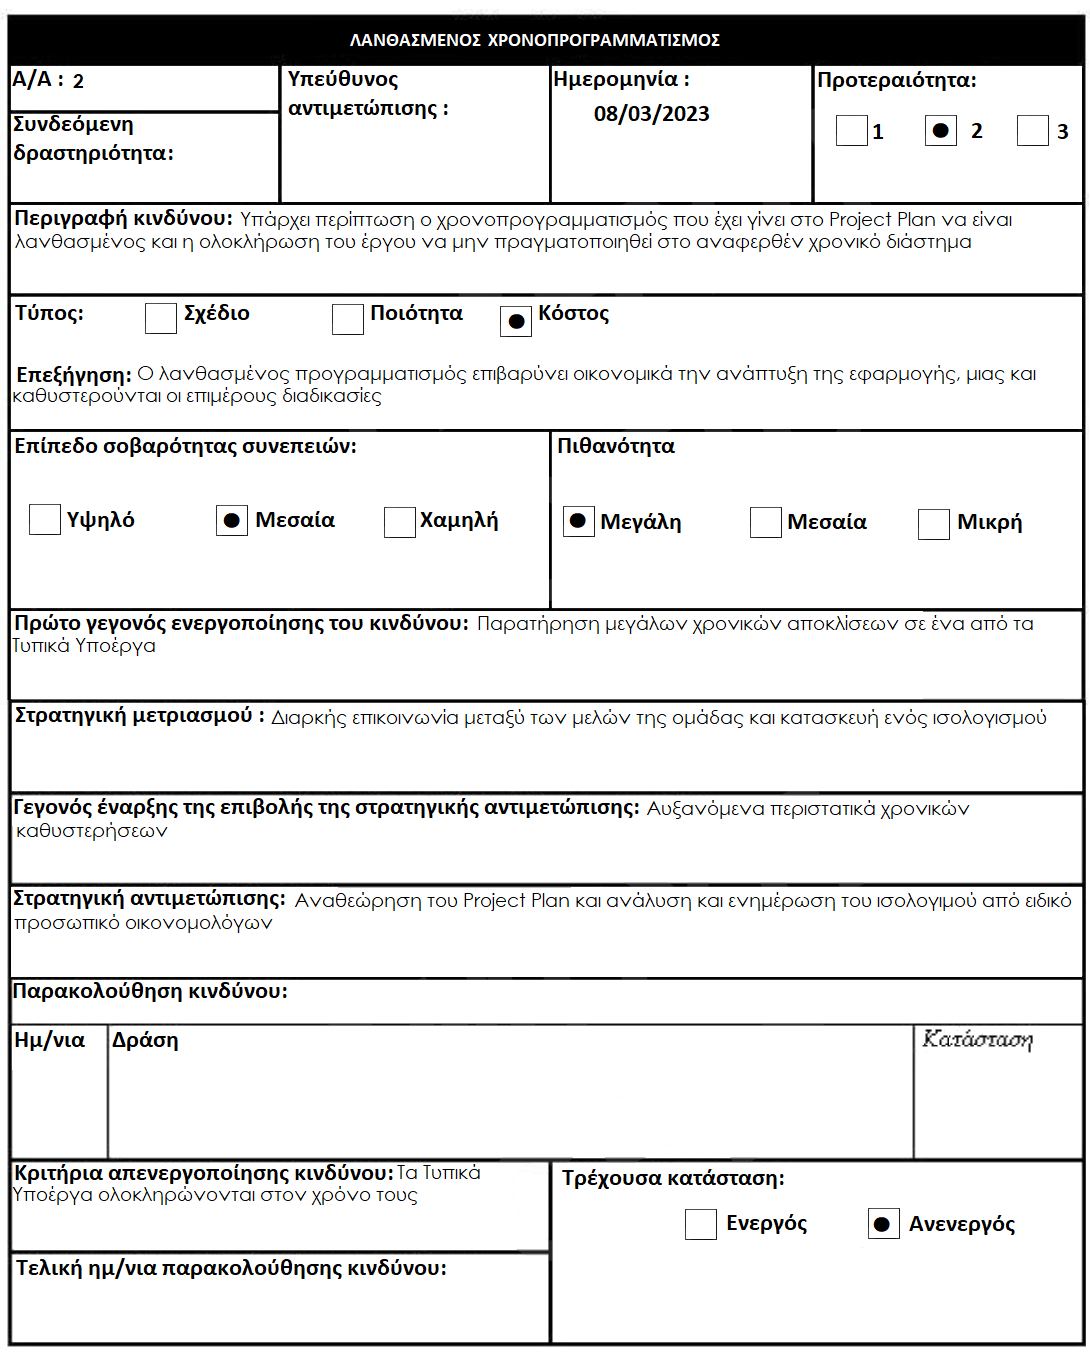 ΛΑΝΘΑΣΜΕΝΟΣ ΧΡΟΝΟΠΡΟΓΡΑΜΜΑΤΙΣΜΟΣ
Α/Α : 2
Συνδεόμενη
δραστηριότητα:
Υπεύθυνος
αντιμετώπισης :
Ημερομηνία :
08/03/2023
Προτεραιότητα:
1 2 3
Περιγραφή κινδύνου: Υπάρχει περίπτωση ο χρονοπρογραμματισμός που έχει γίνει στο Project Plan να είναι
λανθασμένος και η ολοκλήρωση του έργου να μην πραγματοποιηθεί στο αναφερθέν χρονικό διάστημα
Τύπος: Σχέδιο Ποιότητα Κόστος
Επεξήγηση: Ο λανθασμένος προγραμματισμός επιβαρύνει οικονομικά την ανάπτυξη της εφαρμογής, μιας και
καθυστερούνται οι επιμέρους διαδικασίες
Επίπεδο σοβαρότητας συνεπειών:
Υψηλό Μεσαία Χαμηλή
Πιθανότητα
Μεγάλη Μεσαία Μικρή
Πρώτο γεγονός ενεργοποίησης του κινδύνου: Παρατήρηση μεγάλων χρονικών αποκλίσεων σε ένα από τα
Τυπικά Υποέργα
Στρατηγική μετριασμού : Διαρκής επικοινωνία μεταξύ των μελών της ομάδας και κατασκευή ενός ισολογισμού
Γεγονός έναρξης της επιβολής της στρατηγικής αντιμετώπισης: Αυξανόμενα περιστατικά χρονικών
καθυστερήσεων
Στρατηγική αντιμετώπισης: Αναθεώρηση του Project Plan και ανάλυση και ενημέρωση του ισολογιμού από ειδικό
προσωπικό οικονομολόγων
Παρακολούθηση κινδύνου:
Ημ/νια Δράση Κατάσταση
Κριτήρια απενεργοποίησης κινδύνου: Τα Τυπικά
Υποέργα ολοκληρώνονται στον χρόνο τους
Τελική ημ/νια παρακολούθησης κινδύνου:
Τρέχουσα κατάσταση:
Ενεργός Ανενεργός